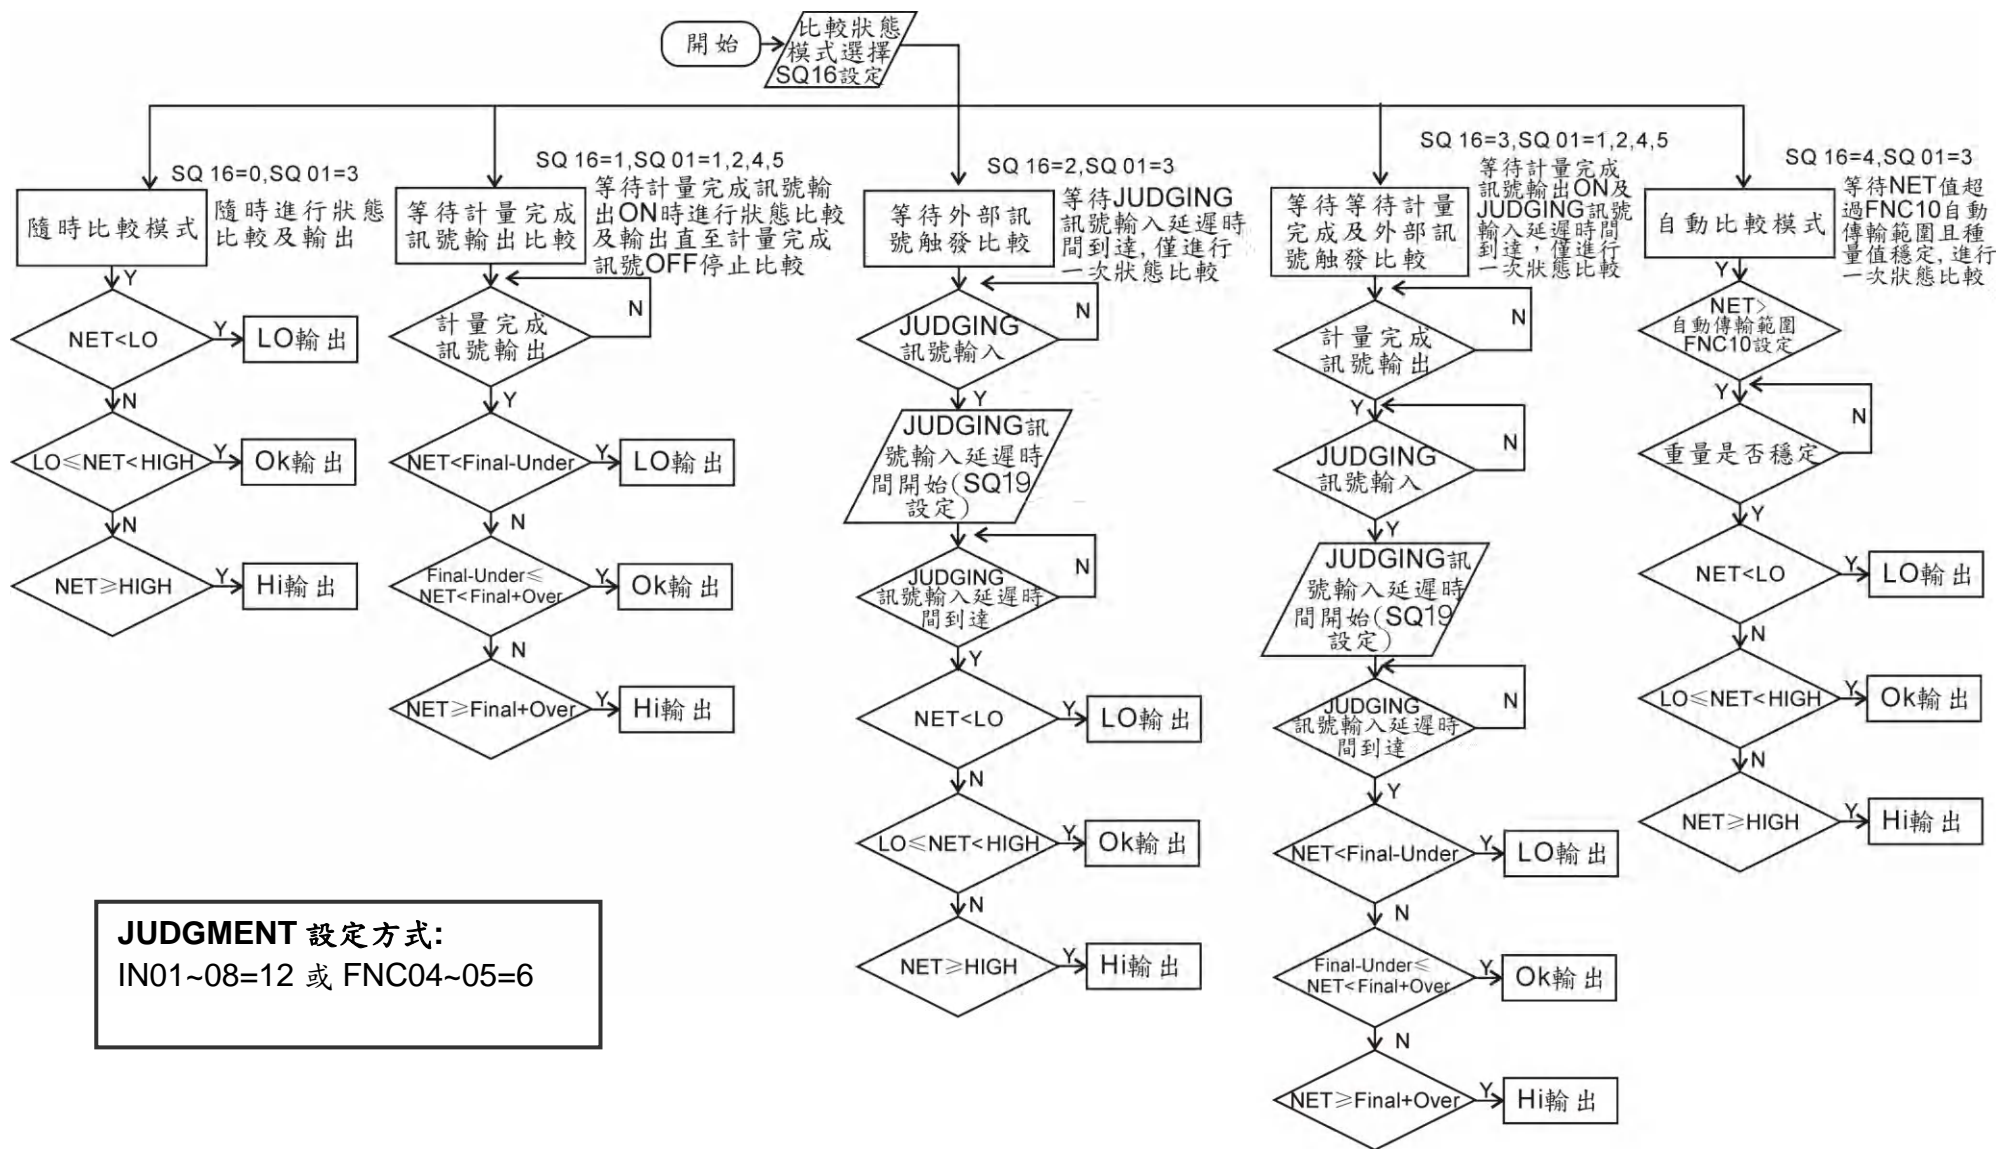 開始
比較狀態
模式選擇
SQ16設定
SQ 16=0,SQ 01=3
隨時比較模式
隨時進行狀態
比較及輸出
Y
NET<LO
Y
LO輸出
N
LO≤NET<HIGH
Y
Ok輸出
N
NET≥HIGH
Y
Hi輸出
SQ 16=1,SQ 01=1,2,4,5
等待計量完成
訊號輸出比較
等待計量完成訊號輸
出ON時進行狀態比較
及輸出直至計量完成
訊號OFF停止比較
N
計量完成
訊號輸出
Y
NET<Final-Under
Y
LO輸出
N
Final-Under≤
NET<Final+Over
Y
Ok輸出
N
NET≥Final+Over
Y
Hi輸出
SQ 16=2,SQ 01=3
等待外部訊
號触發比較
等待JUDGING
訊號輸入延遲時
間到達,僅進行
一次狀態比較
N
JUDGING
訊號輸入
Y
JUDGING訊
號輸入延遲時
間開始(SQ19
設定)
N
JUDGING
訊號輸入延遲時
間到達
Y
NET<LO
Y
LO輸出
N
LO≤NET<HIGH
Y
Ok輸出
N
NET≥HIGH
Y
Hi輸出
SQ 16=3,SQ 01=1,2,4,5
等待等待計量
完成及外部訊
號触發比較
等待計量完成
訊號輸出ON及
JUDGING訊號
輸入延遲時間
到達,僅進行
一次狀態比較
N
計量完成
訊號輸出
Y
N
JUDGING
訊號輸入
Y
JUDGING訊
號輸入延遲時
間開始(SQ19
設定)
N
JUDGING
訊號輸入延遲時
間到達
Y
NET<Final-Under
Y
LO輸出
N
Final-Under≤
NET<Final+Over
Y
Ok輸出
N
NET≥Final+Over
Y
Hi輸出
SQ 16=4,SQ 01=3
自動比較模式
等待NET值超
過FNC10自動
傳輸範圍且種
量值穩定,進行
一次狀態比較
Y
NET>
自動傳輸範圍
FNC10設定
Y
N
重量是否穩定
Y
NET<LO
Y
LO輸出
N
LO≤NET<HIGH
Y
Ok輸出
N
NET≥HIGH
Y
Hi輸出
JUDGMENT 設定方式:
IN01~08=12 或 FNC04~05=6